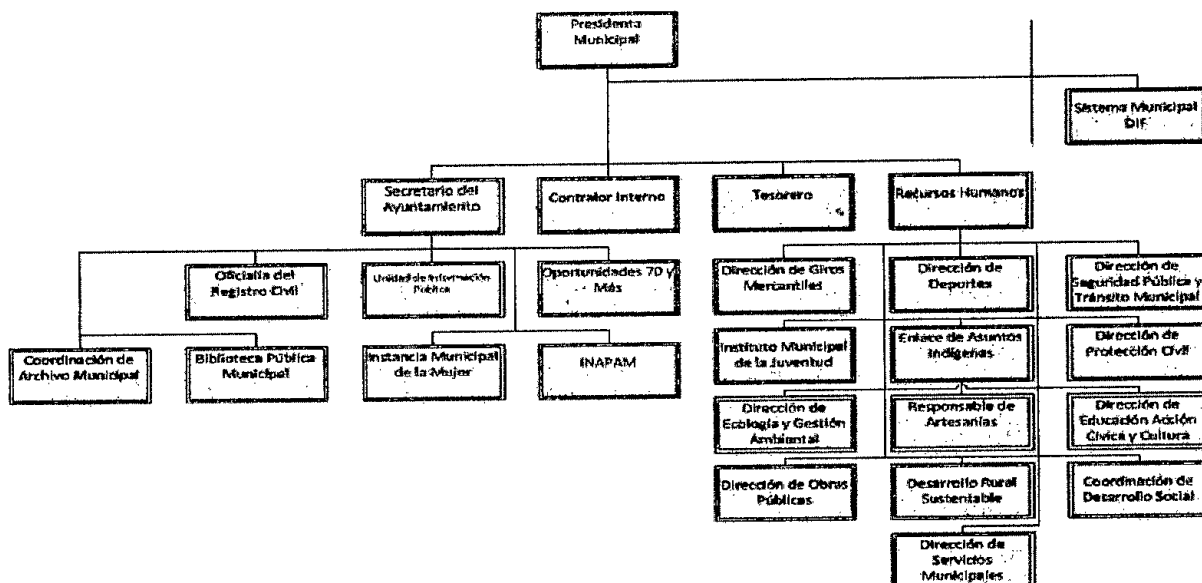 Presidenta
Municipal
Sistema Municipal
DIF
Secretario del
Ayuntamiento
Contralor Interno
Tesorero
Recursos Humanos
Oficialía del
Registro Civil
Unidad de Información
Pública
Oportunidades 70 y
Más
Dirección de Giros
Mercantiles
Dirección de
Deportes
Dirección de
Seguridad Pública y
Tránsito Municipal
Coordinación de
Archivo Municipal
Biblioteca Pública
Municipal
Instancia Municipal
de la Mujer
INAPAM
Instituto Municipal
de la Juventud
Enlace de Asuntos
Indígenas
Dirección de
Protección Civil
Dirección de
Ecología y Gestión
Ambiental
Responsable de
Artesanías
Dirección de
Educación Acción
Cívica y Cultura
Dirección de Obras
Públicas
Desarrollo Rural
Sustentable
Coordinación de
Desarrollo Social
Dirección de
Servicios
Municipales